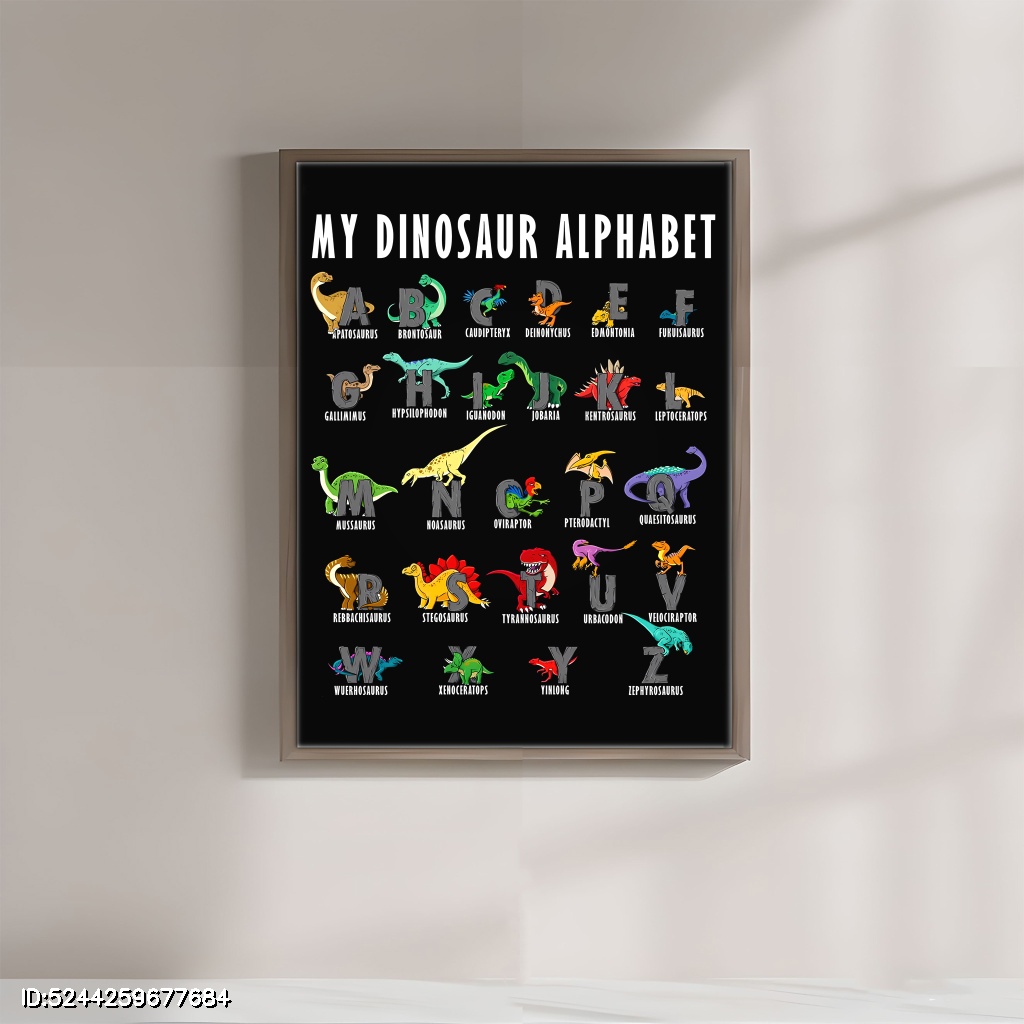 MY DINOSAUR ALPHABET
A B C D E F
APATOSAURUS BRONTOSAUR CAUDIPTERYX DEINONYCHUS EDMONTONIA FUKUISAURUS
G H I J K L
GALLIMIMUS HYPSILOPHODON IGUANODON JOBARIA KENTROSAURUS LEPTOCERATOPS
M N O P Q
MUSSAURUS NOASAURUS OVIRAPTOR PTERODACTYL QUAESITOSAURUS
R S T U V
REBBACHISAURUS STEGOSAURUS TYRANNOSAURUS URBACODON VELOCIRAPTOR
W X Y Z
WUERHOSAURUS XENOCERATOPS YINLONG ZEPHYROSAURUS
ID:5244259677684